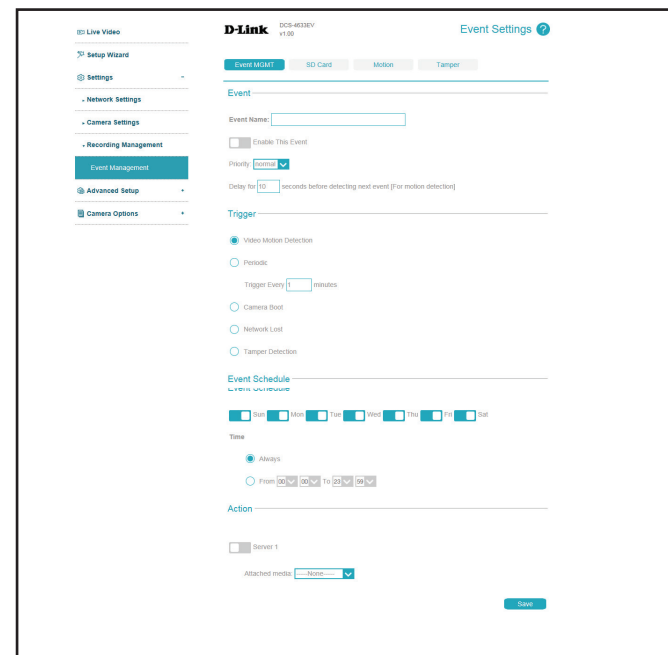 Live Video
Setup Wizard
Settings -
Network Settings
Camera Settings
Recording Management
Event Management
Advanced Setup +
Camera Options +
D-Link DCS-4633EV
v1.00
Event Settings ?
Event MGMT SD Card Motion Tamper
Event
Event Name:
Enable This Event
Priority: normal
Delay for 10 seconds before detecting next event [For motion detection]
Trigger
Video Motion Detection
Periodic
Trigger Every 1 minutes
Camera Boot
Network Lost
Tamper Detection
Event Schedule
Event Schedule
Sun Mon Tue Wed Thu Fri Sat
Time
Always
From 00 00 To 23 59
Action
Server 1
Attached media: -----None-----
Save